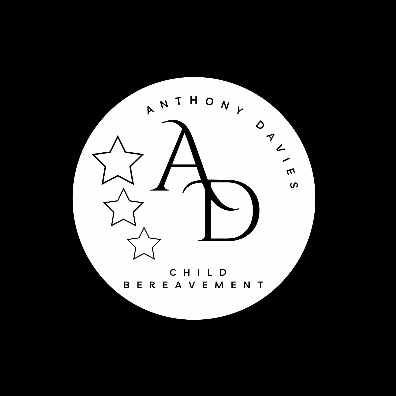 ANTHONY DAVIES
AD
CHILD
BEREAVEMENT